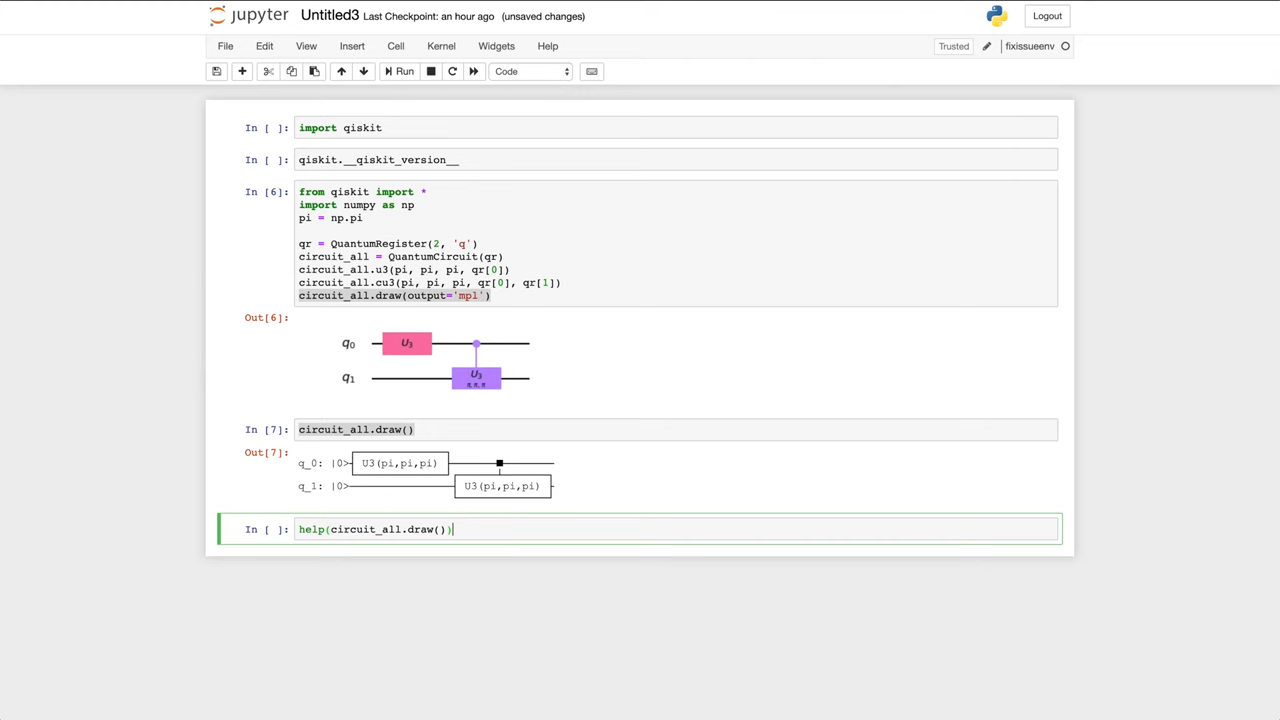 jupyter Untitled3 Last Checkpoint: an hour ago (unsaved changes) Logout
File Edit View Insert Cell Kernel Widgets Help Trusted fixissueenv
Run Code
In [ ]: import qiskit
In [ ]: qiskit.__qiskit_version__
In [6]: from qiskit import *
import numpy as np
pi = np.pi
qr = QuantumRegister(2, 'q')
circuit_all = QuantumCircuit(qr)
circuit_all.u3(pi, pi, pi, qr[0])
circuit_all.cu3(pi, pi, pi, qr[0], qr[1])
circuit_all.draw(output='mpl')
Out[6]:
q0 U3
q1 U3
π, π, π
In [7]: circuit_all.draw()
Out[7]:
q_0: |0> U3(pi,pi,pi)
q_1: |0> U3(pi,pi,pi)
In [ ]: help(circuit_all.draw())